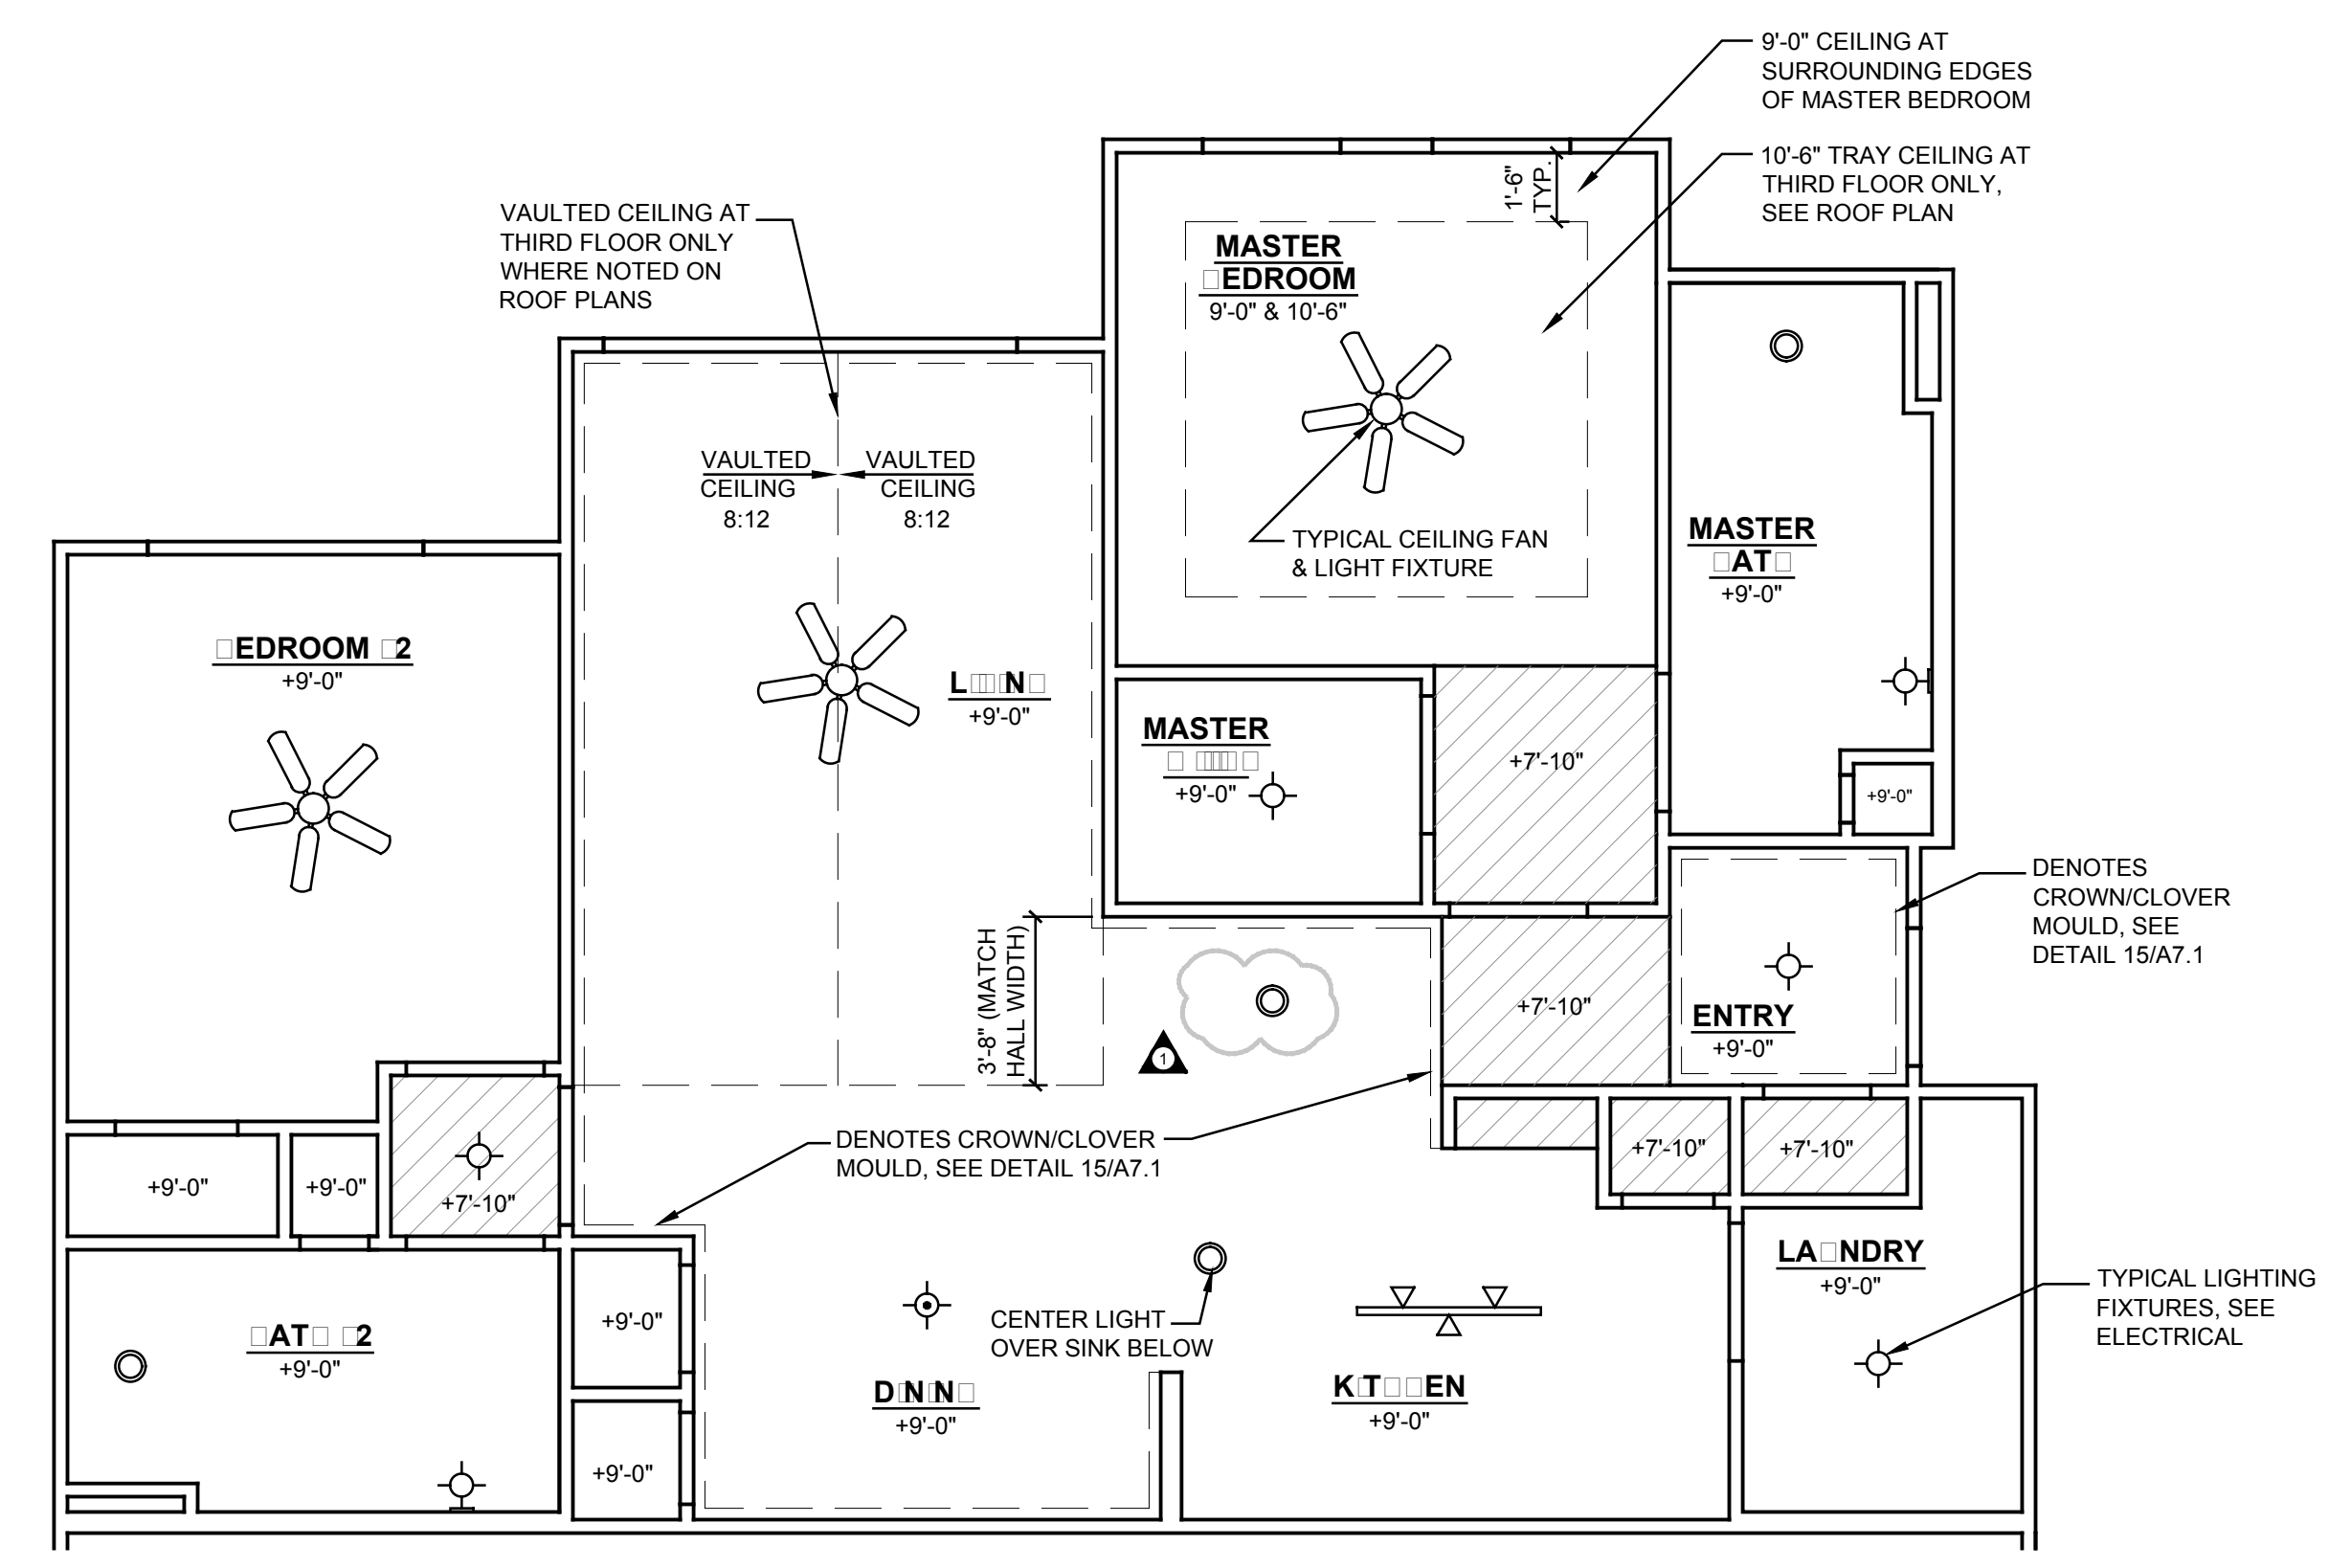 9'-0" CEILING AT
SURROUNDING EDGES
OF MASTER BEDROOM
10'-6" TRAY CEILING AT
THIRD FLOOR ONLY,
SEE ROOF PLAN
VAULTED CEILING AT
THIRD FLOOR ONLY
WHERE NOTED ON
ROOF PLANS
1'-6"
TYP.
MASTER
□EDROOM
9'-0" & 10'-6"
VAULTED
CEILING
8:12
VAULTED
CEILING
8:12
TYPICAL CEILING FAN
& LIGHT FIXTURE
MASTER
□AT□
+9'-0"
□EDROOM □2
+9'-0"
L□□N□
+9'-0"
MASTER
+9'-0"
+7'-10"
+9'-0"
DENOTES
CROWN/CLOVER
MOULD, SEE
DETAIL 15/A7.1
3'-8" (MATCH
HALL WIDTH)
1
+7'-10"
ENTRY
+9'-0"
DENOTES CROWN/CLOVER
MOULD, SEE DETAIL 15/A7.1
+7'-10"
+7'-10"
+9'-0"
+9'-0"
+7'-10"
LA□NDRY
+9'-0"
TYPICAL LIGHTING
FIXTURES, SEE
ELECTRICAL
CENTER LIGHT
OVER SINK BELOW
+9'-0"
□AT□ □2
+9'-0"
D□N□N□
+9'-0"
K□T□□EN
+9'-0"
+9'-0"